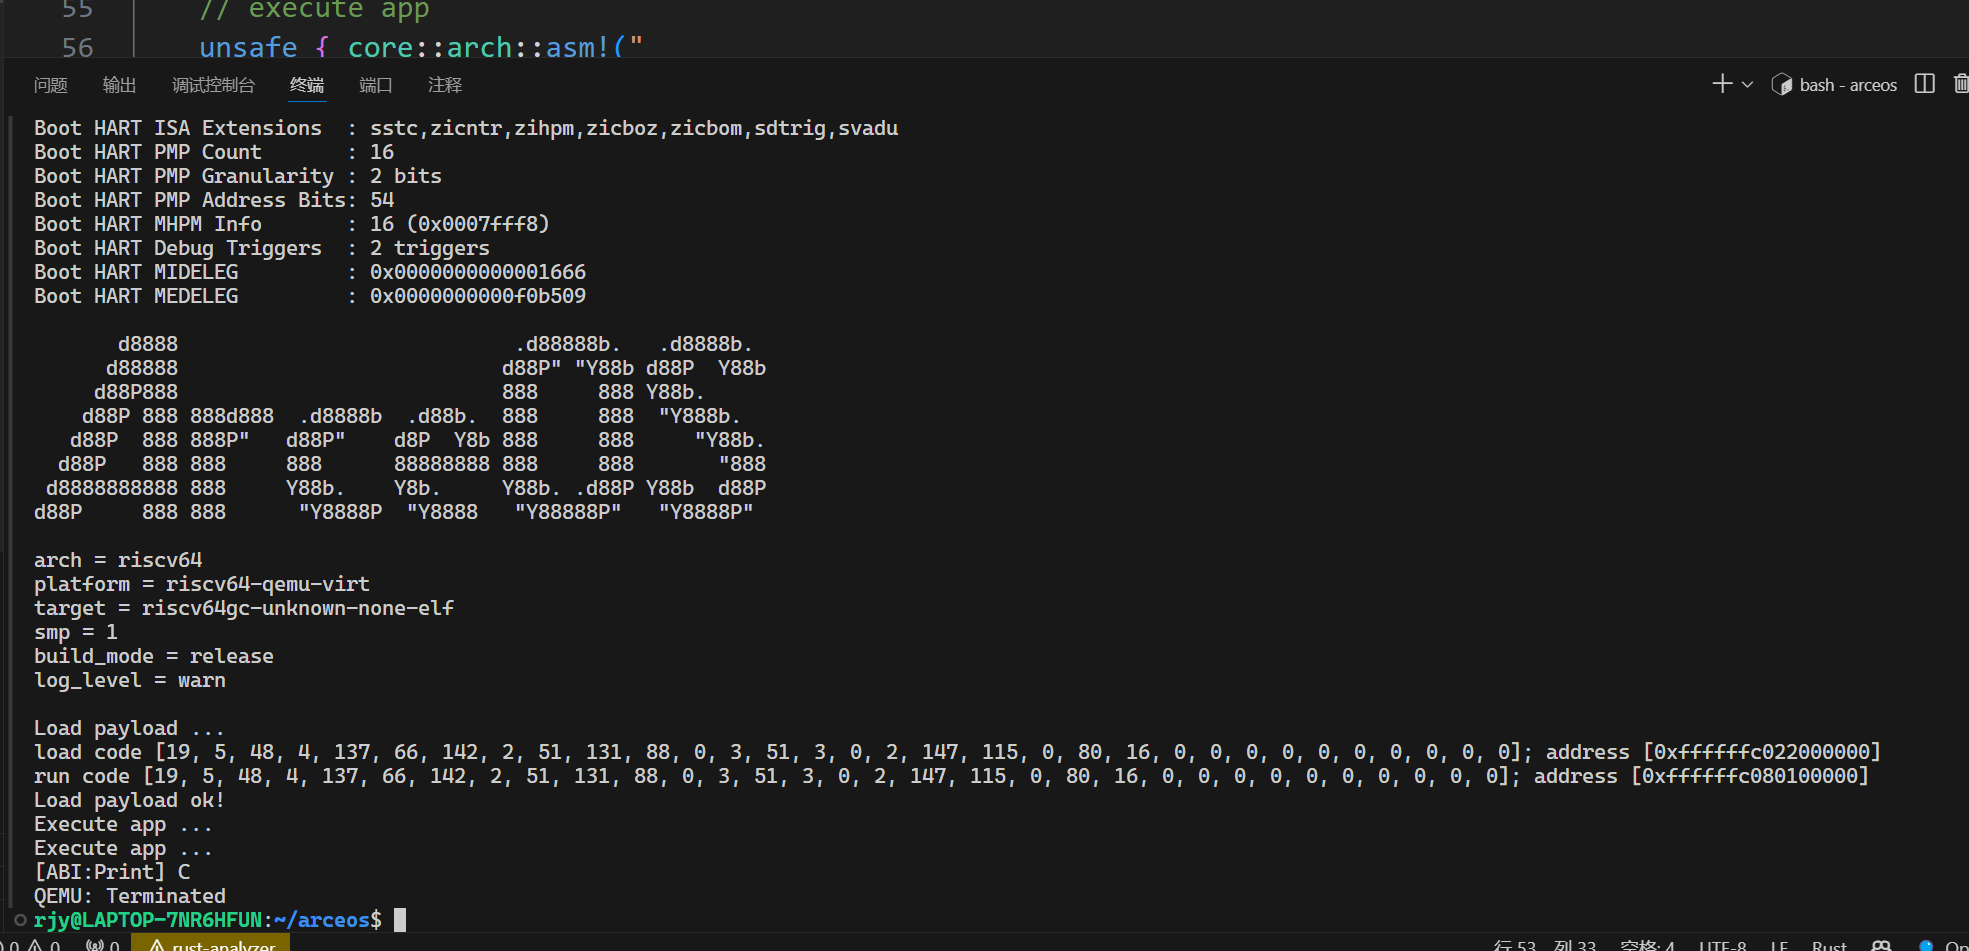 55 // execute app
56 unsafe { core::arch::asm!("
问题 输出 调试控制台 终端 端口 注释 bash - arceos
Boot HART ISA Extensions  : sstc,zicntr,zihpm,zicboz,zicbom,sdtrig,svadu
Boot HART PMP Count       : 16
Boot HART PMP Granularity : 2 bits
Boot HART PMP Address Bits: 54
Boot HART MHPM Info       : 16 (0x0007fff8)
Boot HART Debug Triggers  : 2 triggers
Boot HART MIDELEG         : 0x0000000000001666
Boot HART MEDELEG         : 0x0000000000f0b509
       d8888                            .d88888b.   .d8888b.
      d88888                           d88P" "Y88b d88P  Y88b
     d88P888                           888     888 Y88b.
    d88P 888 888d888  .d8888b  .d88b.  888     888  "Y888b.
   d88P  888 888P"   d88P"    d8P  Y8b 888     888     "Y88b.
  d88P   888 888     888      88888888 888     888       "888
 d8888888888 888     Y88b.    Y8b.     Y88b. .d88P Y88b  d88P
d88P     888 888      "Y8888P  "Y8888   "Y88888P"   "Y8888P"
arch = riscv64
platform = riscv64-qemu-virt
target = riscv64gc-unknown-none-elf
smp = 1
build_mode = release
log_level = warn
Load payload ...
load code [19, 5, 48, 4, 137, 66, 142, 2, 51, 131, 88, 0, 3, 51, 3, 0, 2, 147, 115, 0, 80, 16, 0, 0, 0, 0, 0, 0, 0, 0, 0, 0]; address [0xffffffc022000000]
run code [19, 5, 48, 4, 137, 66, 142, 2, 51, 131, 88, 0, 3, 51, 3, 0, 2, 147, 115, 0, 80, 16, 0, 0, 0, 0, 0, 0, 0, 0, 0, 0]; address [0xffffffc080100000]
Load payload ok!
Execute app ...
Execute app ...
[ABI:Print] C
QEMU: Terminated
rjy@LAPTOP-7NR6HFUN:~/arceos$
0 0 0 rust-analyzer 行 53, 列 33 空格: 4 UTF-8 LF Rust Op